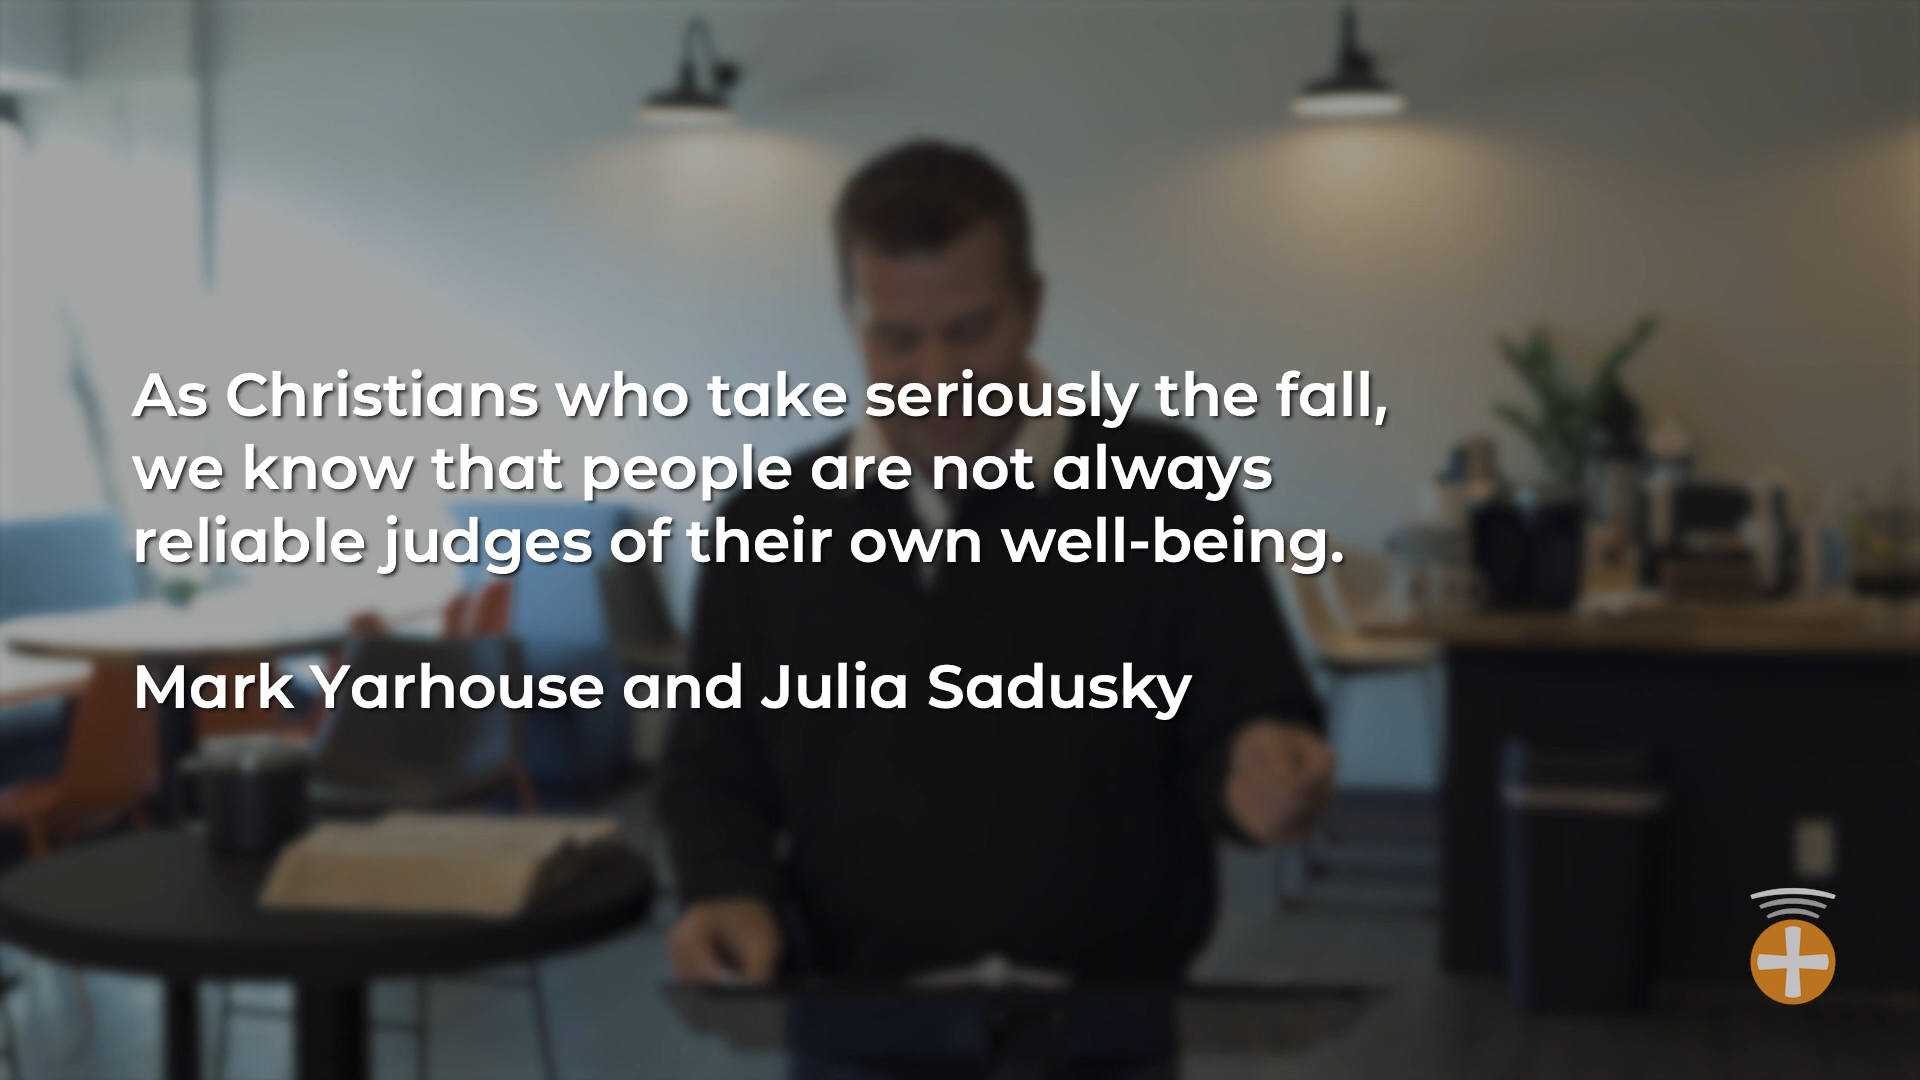 As Christians who take seriously the fall,
we know that people are not always
reliable judges of their own well-being.
Mark Yarhouse and Julia Sadusky